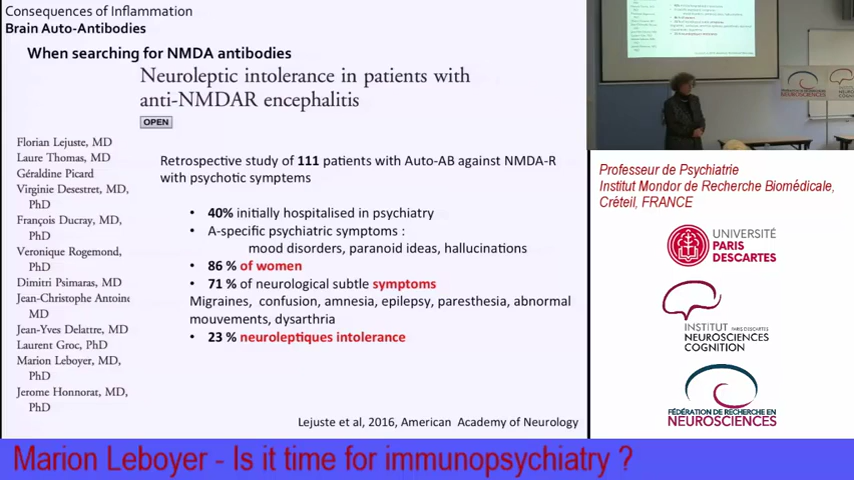 Consequences of Inflammation
Brain Auto-Antibodies
When searching for NMDA antibodies
Neuroleptic intolerance in patients with
anti-NMDAR encephalitis
OPEN
Florian Lejuste, MD
Laure Thomas, MD
Géraldine Picard
Virginie Desestret, MD,
PhD
François Ducray, MD,
PhD
Veronique Rogemond,
PhD
Dimitri Psimaras, MD
Jean-Christophe Antoine
MD
Jean-Yves Delattre, MD
Laurent Groc, PhD
Marion Leboyer, MD,
PhD
Jerome Honnorat, MD,
PhD
Retrospective study of 111 patients with Auto-AB against NMDA-R
with psychotic symptoms
• 40% initially hospitalised in psychiatry
• A-specific psychiatric symptoms :
mood disorders, paranoid ideas, hallucinations
• 86 % of women
• 71 % of neurological subtle symptoms
Migraines, confusion, amnesia, epilepsy, paresthesia, abnormal
mouvements, dysarthria
• 23 % neuroleptiques intolerance
Lejuste et al, 2016, American Academy of Neurology
NEUROSCIENCES
NEUROSCIENCES
COGNITION
Professeur de Psychiatrie
Institut Mondor de Recherche Biomédicale,
Créteil, FRANCE
UNIVERSITÉ
PARIS
DESCARTES
INSTITUT PARIS DESCARTES
NEUROSCIENCES
COGNITION
FÉDÉRATION DE RECHERCHE EN
NEUROSCIENCES
Marion Leboyer - Is it time for immunopsychiatry ?